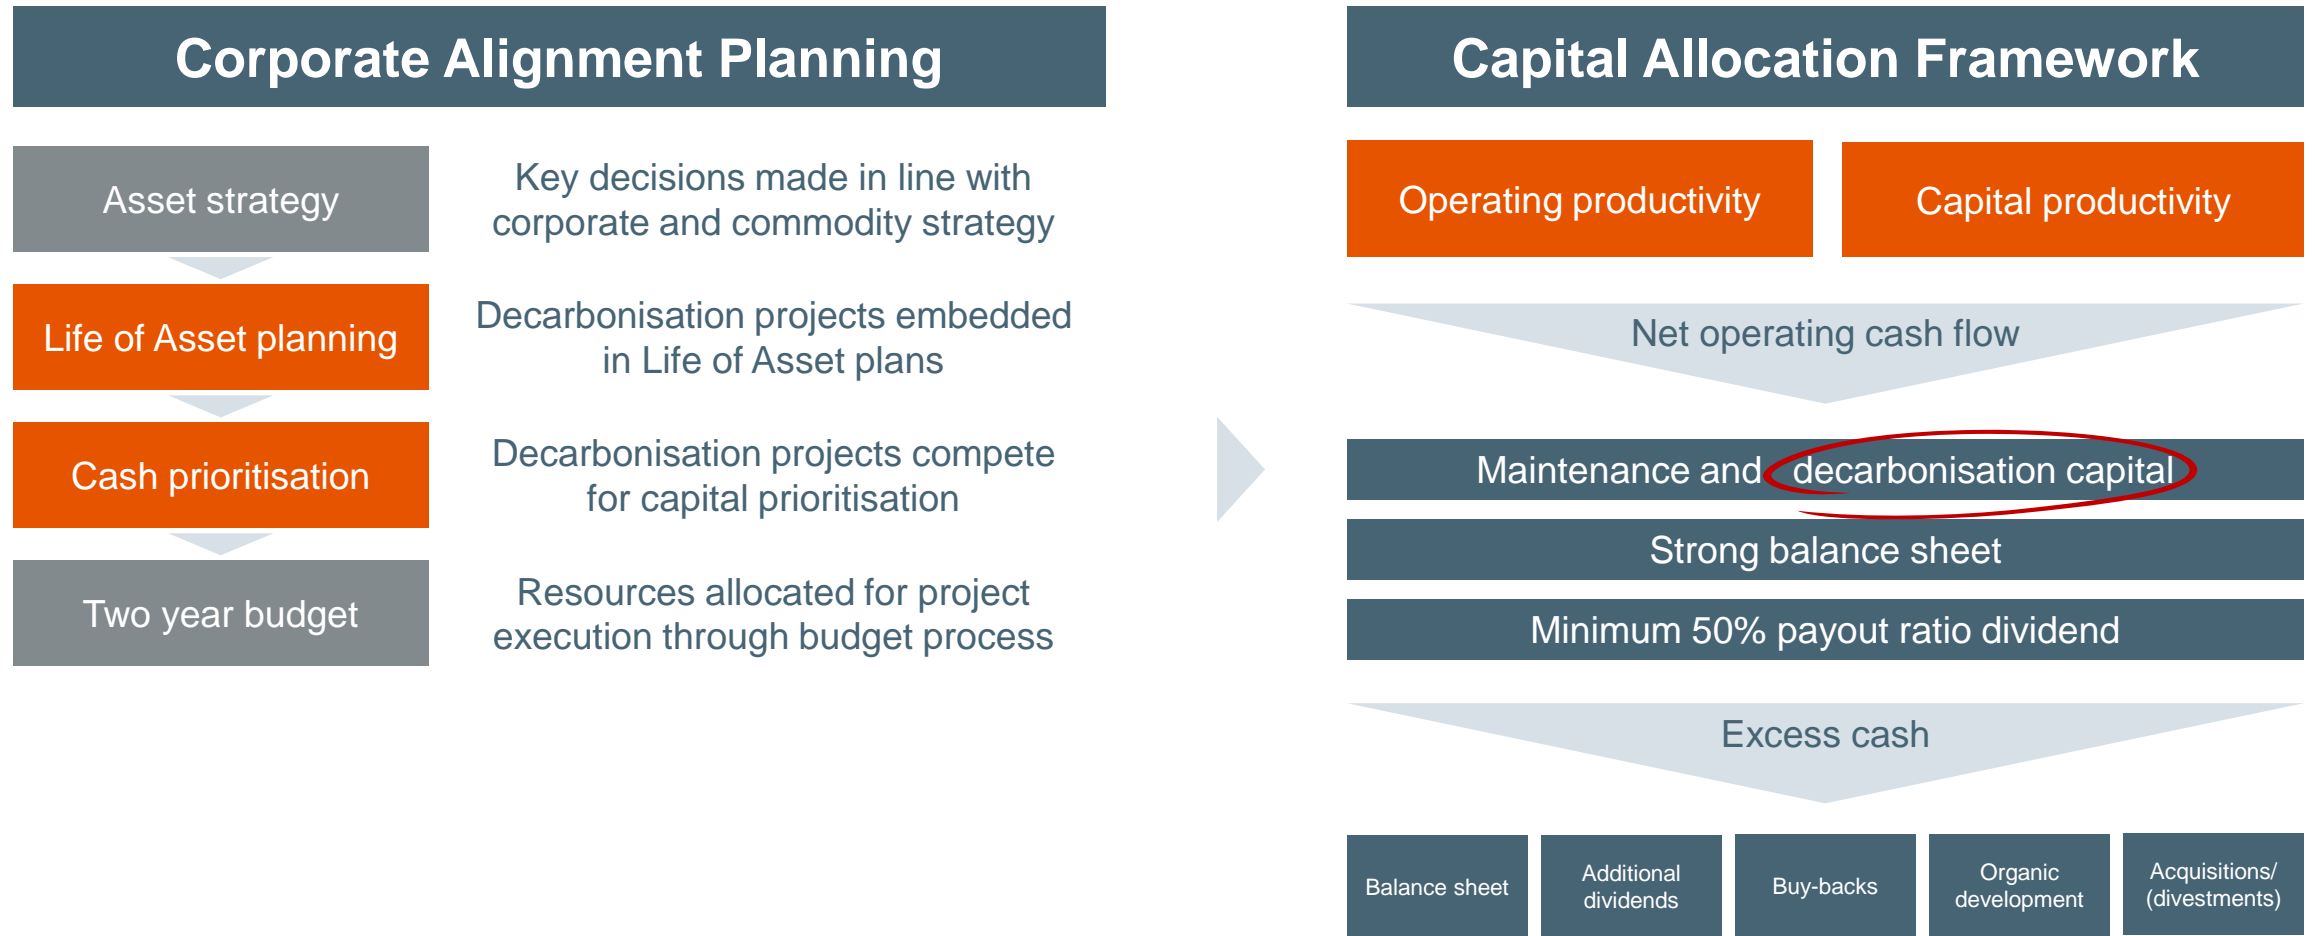 Corporate Alignment Planning
Asset strategy
Key decisions made in line with
corporate and commodity strategy
Life of Asset planning
Decarbonisation projects embedded
in Life of Asset plans
Cash prioritisation
Decarbonisation projects compete
for capital prioritisation
Two year budget
Resources allocated for project
execution through budget process
Capital Allocation Framework
Operating productivity
Capital productivity
Net operating cash flow
Maintenance and decarbonisation capital
Strong balance sheet
Minimum 50% payout ratio dividend
Excess cash
Balance sheet
Additional
dividends
Buy-backs
Organic
development
Acquisitions/
(divestments)